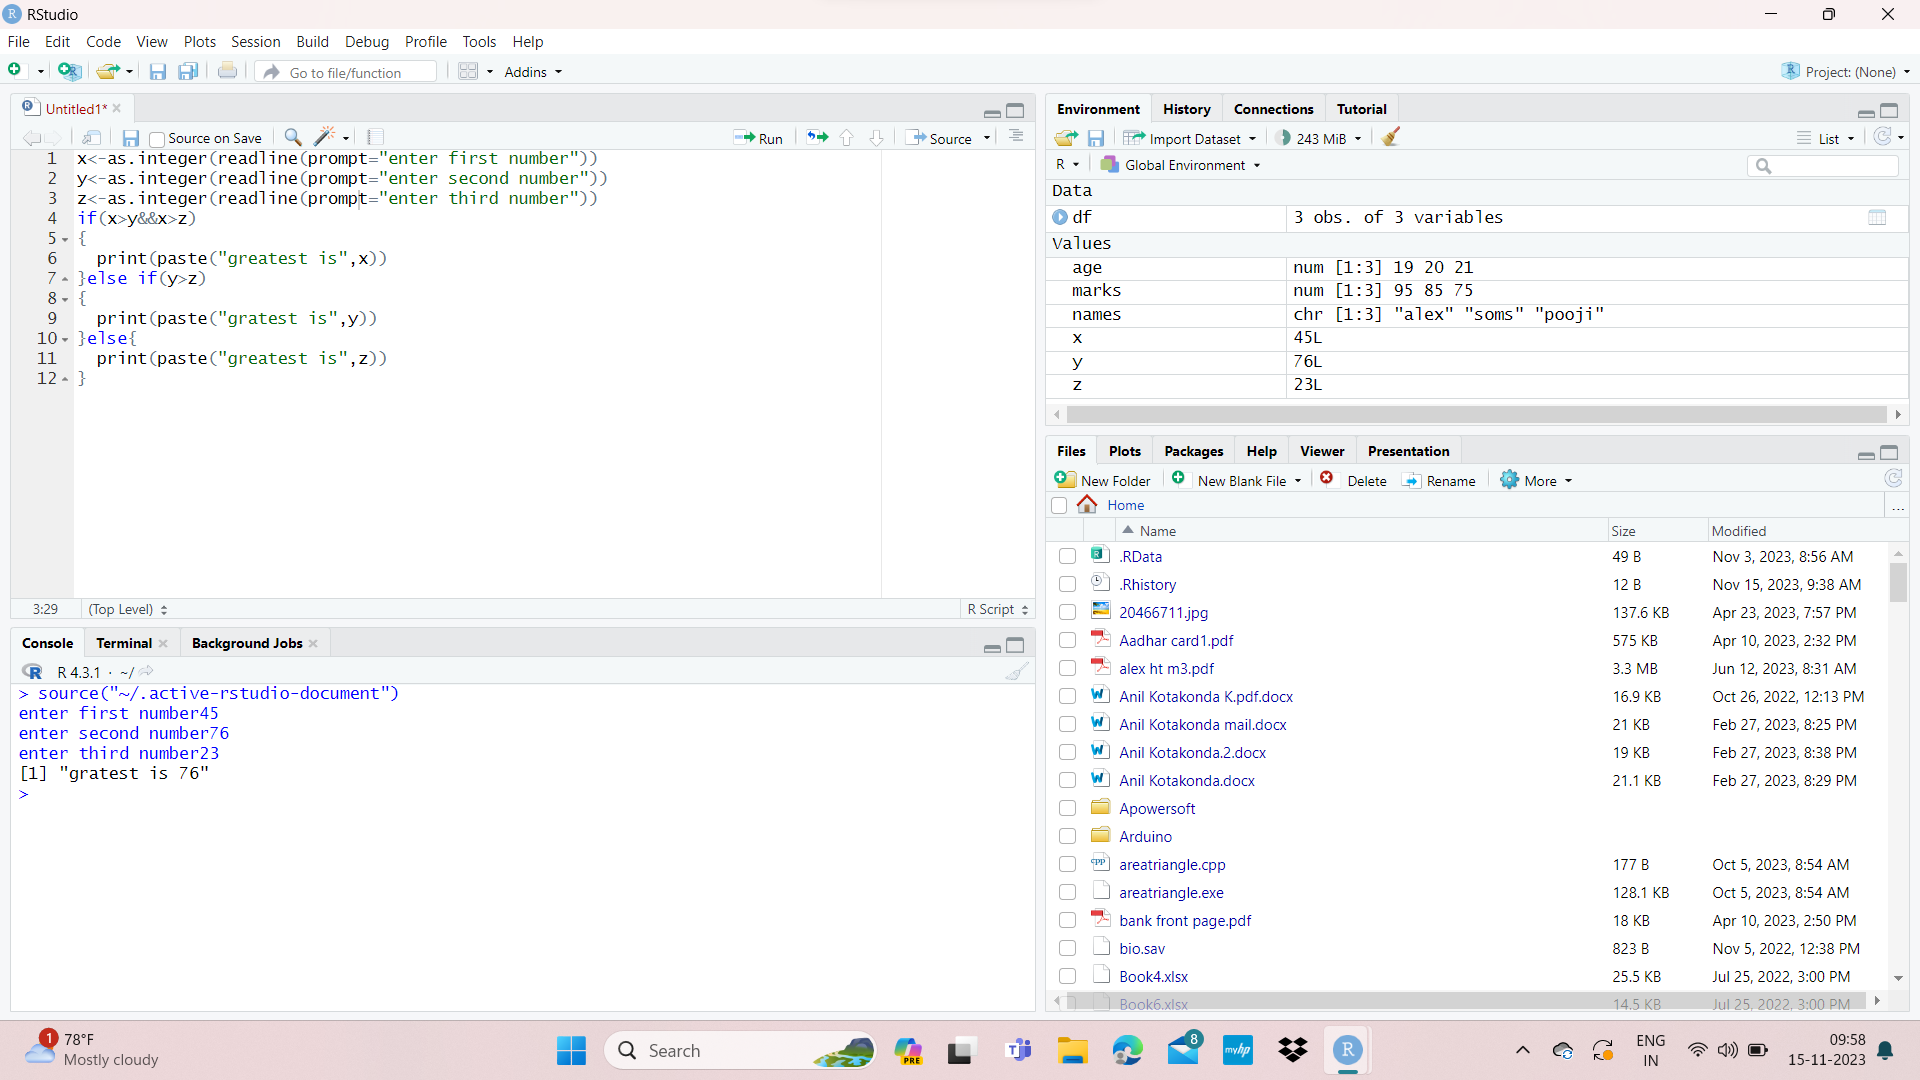 RStudio
File Edit Code View Plots Session Build Debug Profile Tools Help
Go to file/function Addins Project: (None)
Untitled1*
Source on Save Run Source
1 x<-as.integer(readline(prompt="enter first number"))
2 y<-as.integer(readline(prompt="enter second number"))
3 z<-as.integer(readline(prompt="enter third number"))
4 if(x>y&&x>z)
5 {
6 print(paste("greatest is",x))
7 }else if(y>z)
8 {
9 print(paste("gratest is",y))
10 }else{
11 print(paste("greatest is",z))
12 }
3:29 (Top Level) R Script
Console Terminal Background Jobs
R 4.3.1 · ~/
> source("~/.active-rstudio-document")
enter first number45
enter second number76
enter third number23
[1] "gratest is 76"
>
Environment History Connections Tutorial
Import Dataset 243 MiB List
R Global Environment
Data
df 3 obs. of 3 variables
Values
age num [1:3] 19 20 21
marks num [1:3] 95 85 75
names chr [1:3] "alex" "soms" "pooji"
x 45L
y 76L
z 23L
Files Plots Packages Help Viewer Presentation
New Folder New Blank File Delete Rename More
Home ...
Name Size Modified
.RData 49 B Nov 3, 2023, 8:56 AM
.Rhistory 12 B Nov 15, 2023, 9:38 AM
20466711.jpg 137.6 KB Apr 23, 2023, 7:57 PM
Aadhar card1.pdf 575 KB Apr 10, 2023, 2:32 PM
alex ht m3.pdf 3.3 MB Jun 12, 2023, 8:31 AM
Anil Kotakonda K.pdf.docx 16.9 KB Oct 26, 2022, 12:13 PM
Anil Kotakonda mail.docx 21 KB Feb 27, 2023, 8:25 PM
Anil Kotakonda.2.docx 19 KB Feb 27, 2023, 8:38 PM
Anil Kotakonda.docx 21.1 KB Feb 27, 2023, 8:29 PM
Apowersoft
Arduino
areatriangle.cpp 177 B Oct 5, 2023, 8:54 AM
areatriangle.exe 128.1 KB Oct 5, 2023, 8:54 AM
bank front page.pdf 18 KB Apr 10, 2023, 2:50 PM
bio.sav 823 B Nov 5, 2022, 12:38 PM
Book4.xlsx 25.5 KB Jul 25, 2022, 3:00 PM
Book6.xlsx 14.5 KB Jul 25, 2022, 3:00 PM
1 78°F
Mostly cloudy
Search PRE 8 myhp R
ENG
IN
09:58
15-11-2023